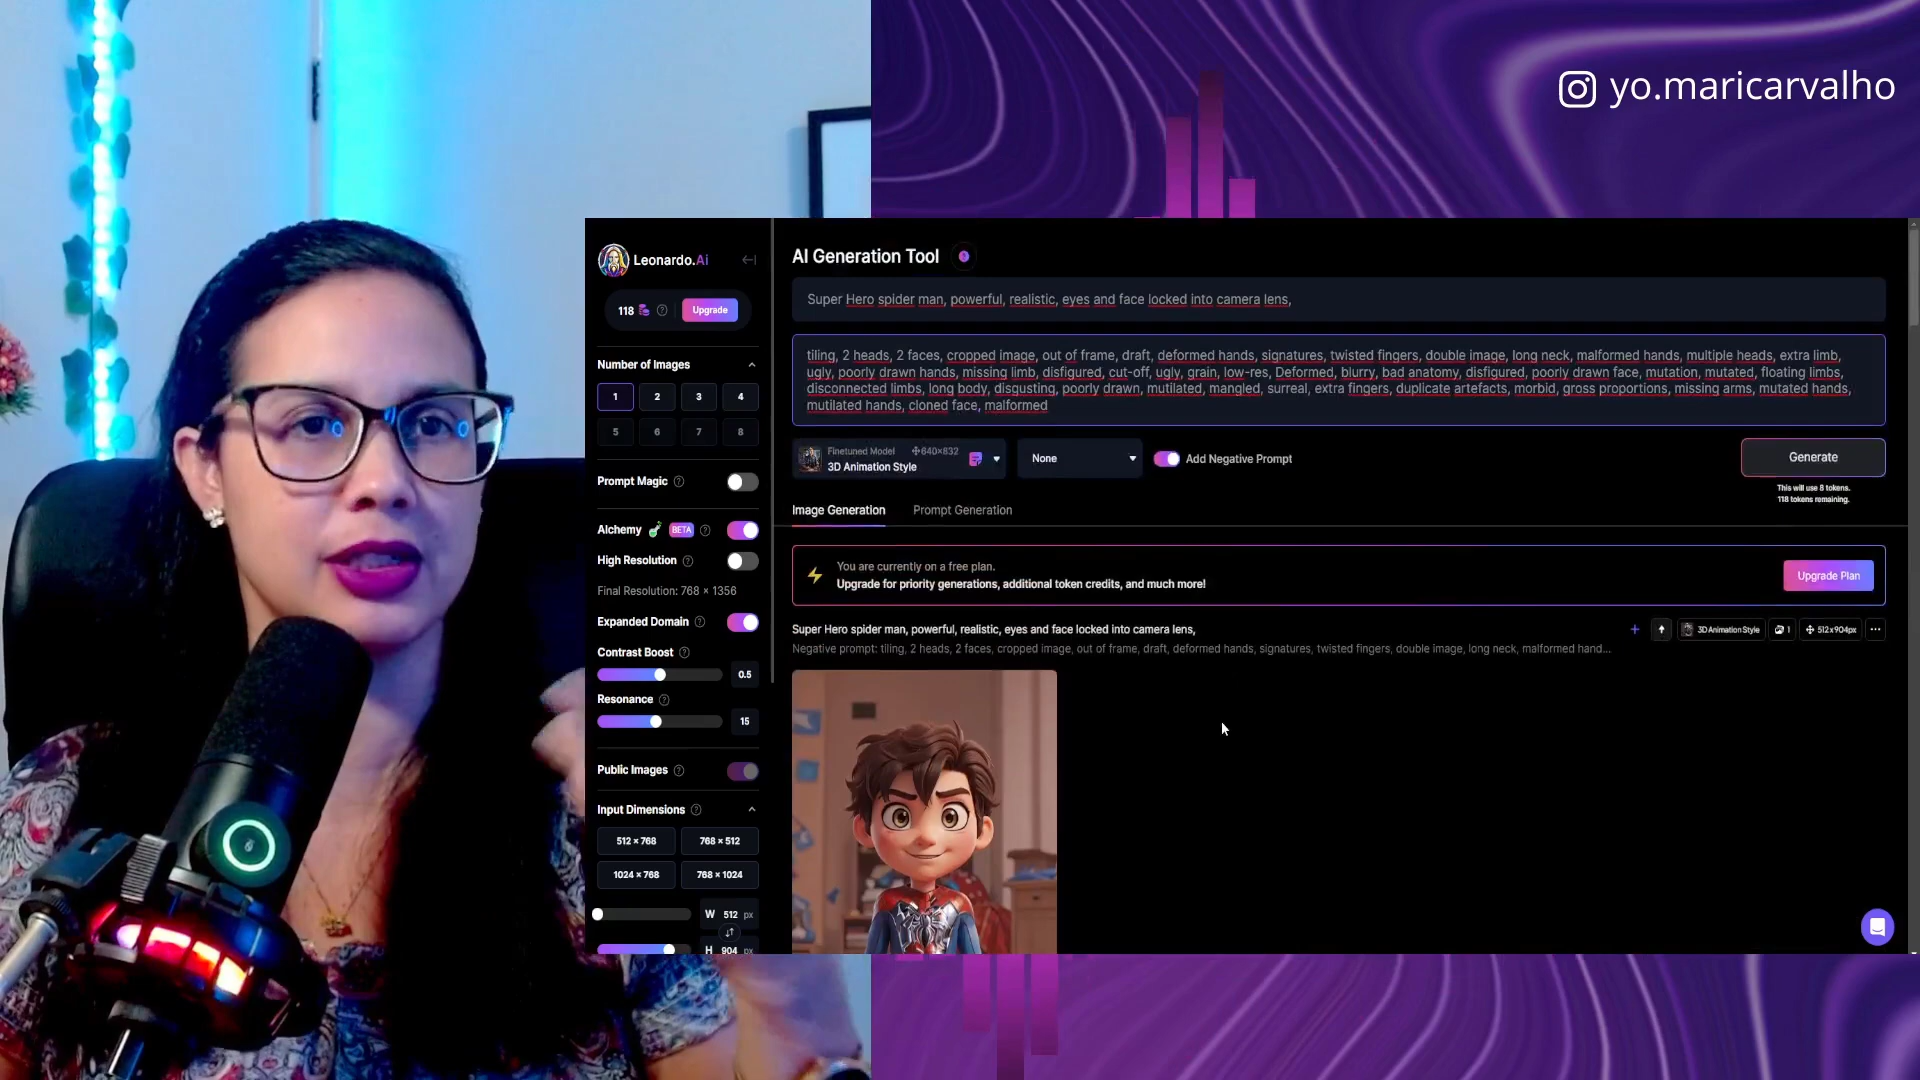 yo.maricarvalho
Leonardo.Ai
118
Upgrade
Number of Images
1 2 3 4
5 6 7 8
Prompt Magic
Alchemy BETA
High Resolution
Final Resolution: 768 × 1356
Expanded Domain
Contrast Boost
0.5
Resonance
15
Public Images
Input Dimensions
512 × 768 768 × 512
1024 × 768 768 × 1024
W 512 px
H 904 px
AI Generation Tool
Super Hero spider man, powerful, realistic, eyes and face locked into camera lens,
tiling, 2 heads, 2 faces, cropped image, out of frame, draft, deformed hands, signatures, twisted fingers, double image, long neck, malformed hands, multiple heads, extra limb,
ugly, poorly drawn hands, missing limb, disfigured, cut-off, ugly, grain, low-res, Deformed, blurry, bad anatomy, disfigured, poorly drawn face, mutation, mutated, floating limbs,
disconnected limbs, long body, disgusting, poorly drawn, mutilated, mangled, surreal, extra fingers, duplicate artefacts, morbid, gross proportions, missing arms, mutated hands,
mutilated hands, cloned face, malformed
Finetuned Model 640×832
3D Animation Style
None
Add Negative Prompt
Generate
This will use 8 tokens.
118 tokens remaining.
Image Generation Prompt Generation
You are currently on a free plan.
Upgrade for priority generations, additional token credits, and much more!
Upgrade Plan
Super Hero spider man, powerful, realistic, eyes and face locked into camera lens,
3D Animation Style 1 512x904px
Negative prompt: tiling, 2 heads, 2 faces, cropped image, out of frame, draft, deformed hands, signatures, twisted fingers, double image, long neck, malformed hand...